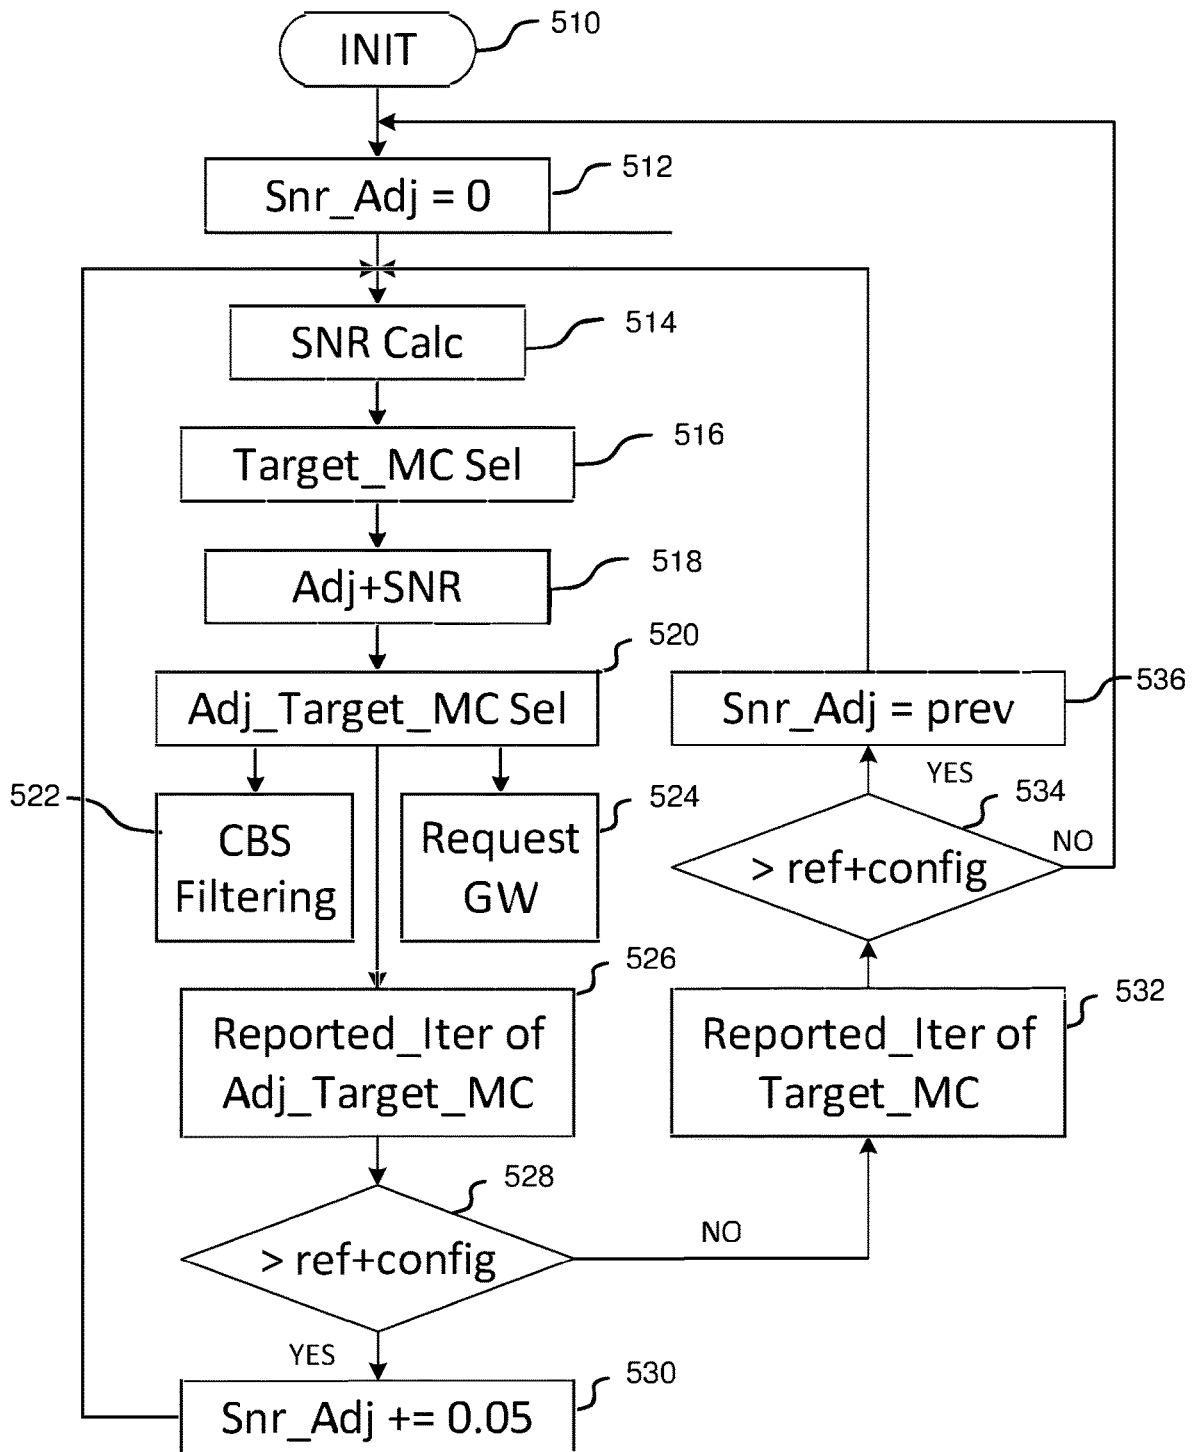 INIT
510
Snr_Adj = 0
512
SNR Calc
514
Target_MC Sel
516
Adj+SNR
518
Adj_Target_MC Sel
520
522
CBS
Filtering
Request
GW
524
Reported_Iter of
Adj_Target_MC
526
> ref+config
528
NO
YES
Snr_Adj += 0.05
530
Reported_Iter of
Target_MC
532
> ref+config
534
NO
YES
Snr_Adj = prev
536